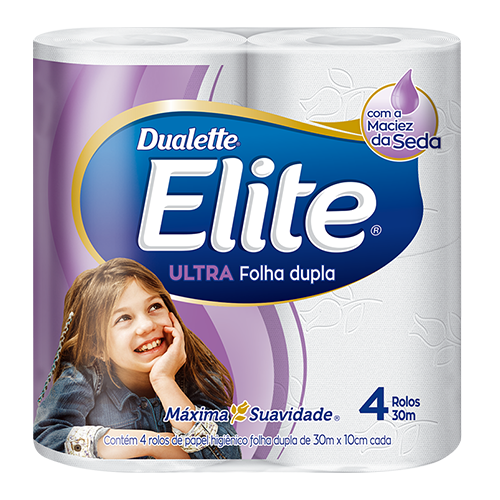 com a
Maciez
da Seda
Dualette®
Elite®
ULTRA Folha dupla
Máxima Suavidade®
4 Rolos
30m
Contém 4 rolos de papel higiênico folha dupla de 30m x 10cm cada